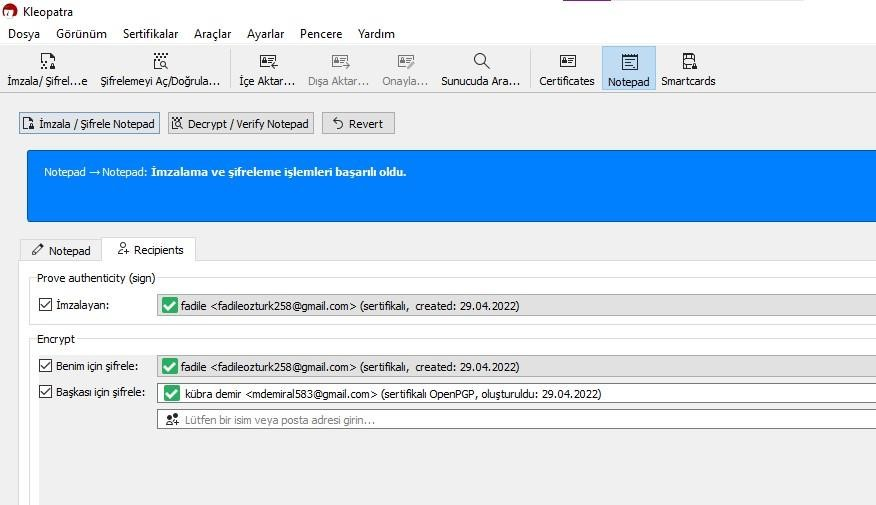 Kleopatra
Dosya Görünüm Sertifikalar Araçlar Ayarlar Pencere Yardım
İmzala/ Şifrel...e Şifrelemeyi Aç/Doğrula... İçe Aktar... Dışa Aktar... Onayla... Sunucuda Ara... Certificates Notepad Smartcards
İmzala / Şifrele Notepad Decrypt / Verify Notepad Revert
Notepad → Notepad: İmzalama ve şifreleme işlemleri başarılı oldu.
Notepad Recipients
Prove authenticity (sign)
İmzalayan: fadile <fadileozturk258@gmail.com> (sertifikalı, created: 29.04.2022)
Encrypt
Benim için şifrele: fadile <fadileozturk258@gmail.com> (sertifikalı, created: 29.04.2022)
Başkası için şifrele: kübra demir <mdemiral583@gmail.com> (sertifikalı OpenPGP, oluşturuldu: 29.04.2022)
Lütfen bir isim veya posta adresi girin...